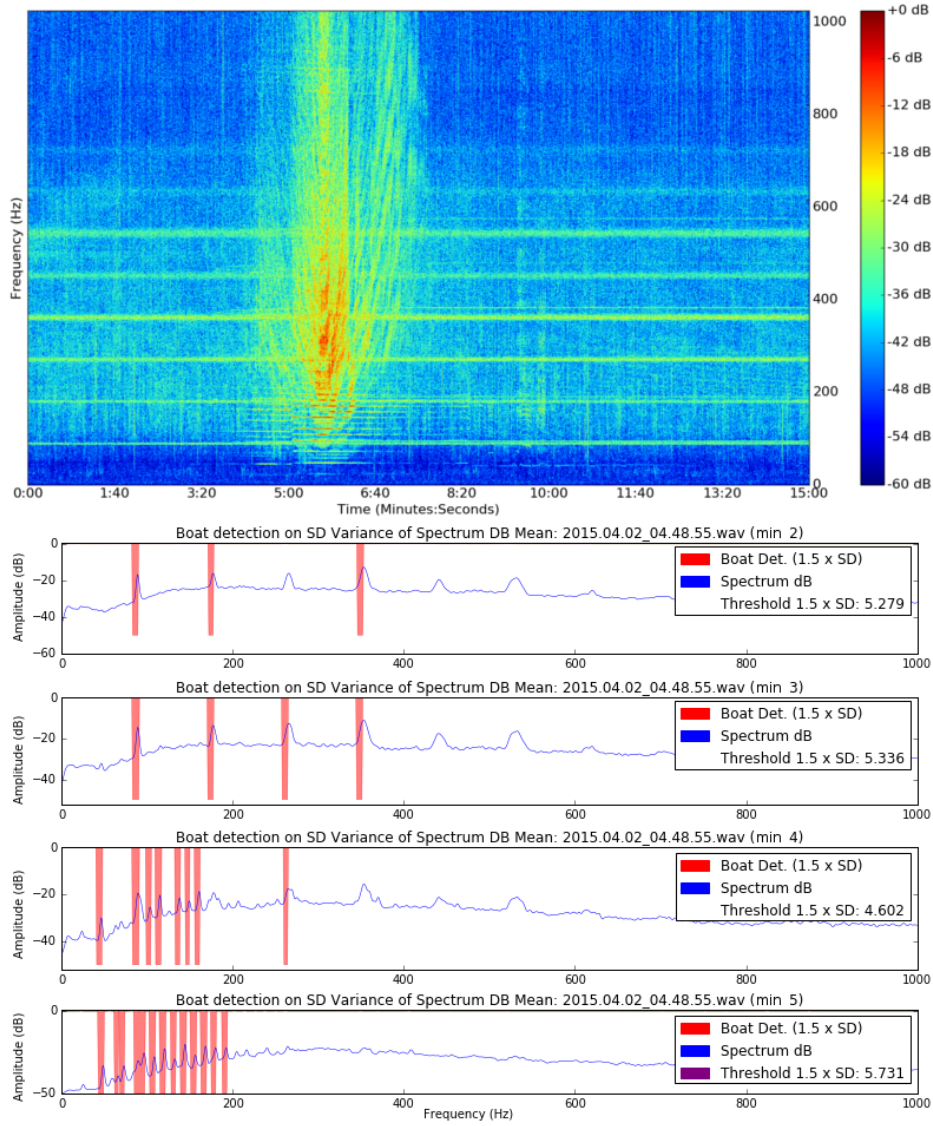 +0 dB
-6 dB
-12 dB
-18 dB
-24 dB
-30 dB
-36 dB
-42 dB
-48 dB
-54 dB
-60 dB
1000
800
600
400
200
0
Frequency (Hz)
0:00 1:40 3:20 5:00 6:40 8:20 10:00 11:40 13:20 15:00
Time (Minutes:Seconds)
Boat detection on SD Variance of Spectrum DB Mean: 2015.04.02_04.48.55.wav (min 2)
Amplitude (dB)
0
−20
−40
−60
Boat Det. (1.5 x SD)
Spectrum dB
Threshold 1.5 x SD: 5.279
0 200 400 600 800 1000
Boat detection on SD Variance of Spectrum DB Mean: 2015.04.02_04.48.55.wav (min 3)
Amplitude (dB)
0
−20
−40
Boat Det. (1.5 x SD)
Spectrum dB
Threshold 1.5 x SD: 5.336
0 200 400 600 800 1000
Boat detection on SD Variance of Spectrum DB Mean: 2015.04.02_04.48.55.wav (min 4)
Amplitude (dB)
0
−20
−40
Boat Det. (1.5 x SD)
Spectrum dB
Threshold 1.5 x SD: 4.602
0 200 400 600 800 1000
Boat detection on SD Variance of Spectrum DB Mean: 2015.04.02_04.48.55.wav (min 5)
Amplitude (dB)
0
−50
Boat Det. (1.5 x SD)
Spectrum dB
Threshold 1.5 x SD: 5.731
0 200 400 600 800 1000
Frequency (Hz)